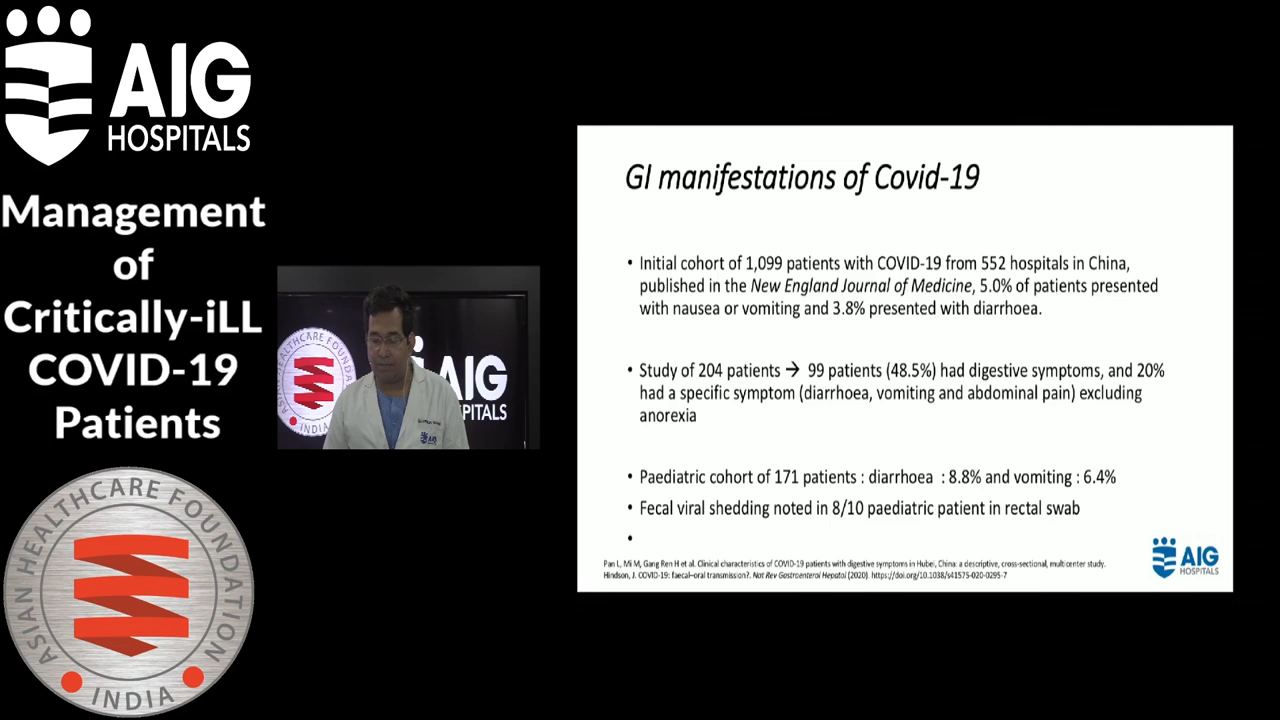 AIG
HOSPITALS
Management
of
Critically-iLL
COVID-19
Patients
ASIAN HEALTHCARE FOUNDATION
INDIA
AIG
HOSPITALS
GI manifestations of Covid-19
• Initial cohort of 1,099 patients with COVID-19 from 552 hospitals in China,
published in the New England Journal of Medicine, 5.0% of patients presented
with nausea or vomiting and 3.8% presented with diarrhoea.
• Study of 204 patients → 99 patients (48.5%) had digestive symptoms, and 20%
had a specific symptom (diarrhoea, vomiting and abdominal pain) excluding
anorexia
• Paediatric cohort of 171 patients : diarrhoea : 8.8% and vomiting : 6.4%
• Fecal viral shedding noted in 8/10 paediatric patient in rectal swab
•
Pan L, Mi M, Gang Ren H et al. Clinical characteristics of COVID-19 patients with digestive symptoms in Hubei, China: a descriptive, cross-sectional, multicenter study.
Hindson, J. COVID-19: faecal–oral transmission?. Nat Rev Gastroenterol Hepatol (2020). https://doi.org/10.1038/s41575-020-0295-7
AIG
HOSPITALS